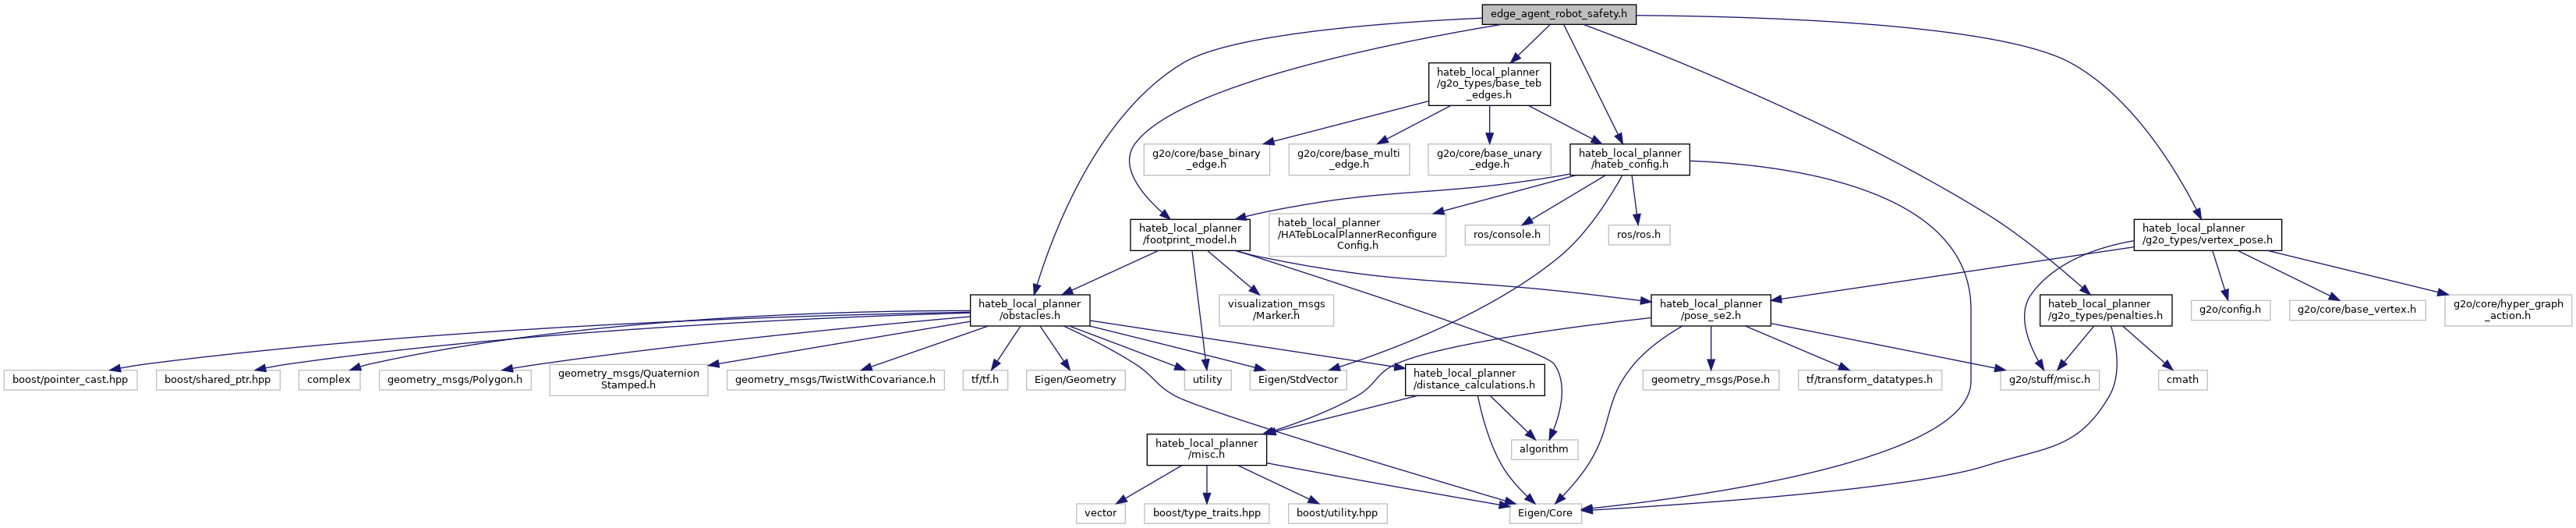 edge_agent_robot_safety.h
hateb_local_planner
/g2o_types/base_teb
_edges.h
g2o/core/base_binary
_edge.h
g2o/core/base_multi
_edge.h
g2o/core/base_unary
_edge.h
hateb_local_planner
/hateb_config.h
hateb_local_planner
/footprint_model.h
hateb_local_planner
/HATebLocalPlannerReconfigure
Config.h
ros/console.h
ros/ros.h
hateb_local_planner
/g2o_types/vertex_pose.h
hateb_local_planner
/obstacles.h
visualization_msgs
/Marker.h
hateb_local_planner
/pose_se2.h
hateb_local_planner
/g2o_types/penalties.h
g2o/config.h
g2o/core/base_vertex.h
g2o/core/hyper_graph
_action.h
boost/pointer_cast.hpp
boost/shared_ptr.hpp
complex
geometry_msgs/Polygon.h
geometry_msgs/Quaternion
Stamped.h
geometry_msgs/TwistWithCovariance.h
tf/tf.h
Eigen/Geometry
utility
Eigen/StdVector
hateb_local_planner
/distance_calculations.h
geometry_msgs/Pose.h
tf/transform_datatypes.h
g2o/stuff/misc.h
cmath
hateb_local_planner
/misc.h
algorithm
vector
boost/type_traits.hpp
boost/utility.hpp
Eigen/Core